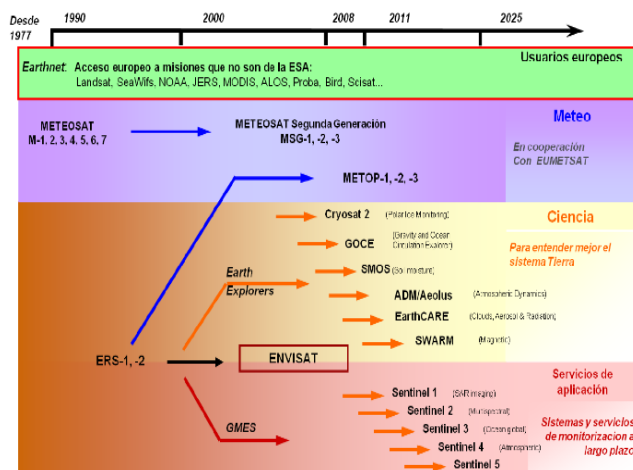 Desde
1977
1990
2000
2008
2011
2025
Usuarios europeos
Earthnet: Acceso europeo a misiones que no son de la ESA:
Landsat, SeaWifs, NOAA, JERS, MODIS, ALOS, Proba, Bird, Scisat...
Meteo
METEOSAT
M-1, 2, 3, 4, 5, 6, 7
METEOSAT Segunda Generación
MSG-1, -2, -3
En cooperación
Con EUMETSAT
METOP-1, -2, -3
Ciencia
Cryosat 2 (Polar Ice Monitoring)
GOCE (Gravity and Ocean
Circulation Explorer)
Para entender mejor el
sistema Tierra
Earth
Explorers
SMOS (Soil moisture)
ADM/Aeolus (Atmospheric Dynamics)
EarthCARE (Clouds, Aerosol & Radiation)
SWARM (Magnetic)
ERS-1, -2
ENVISAT
Servicios de
aplicación
Sentinel 1 (SAR imaging)
Sentinel 2 (Multispectral)
Sentinel 3 (Ocean global)
Sentinel 4 (Atmospheric)
Sentinel 5
GMES
Sistemas y servicios
de monitorizacion a
largo plazo